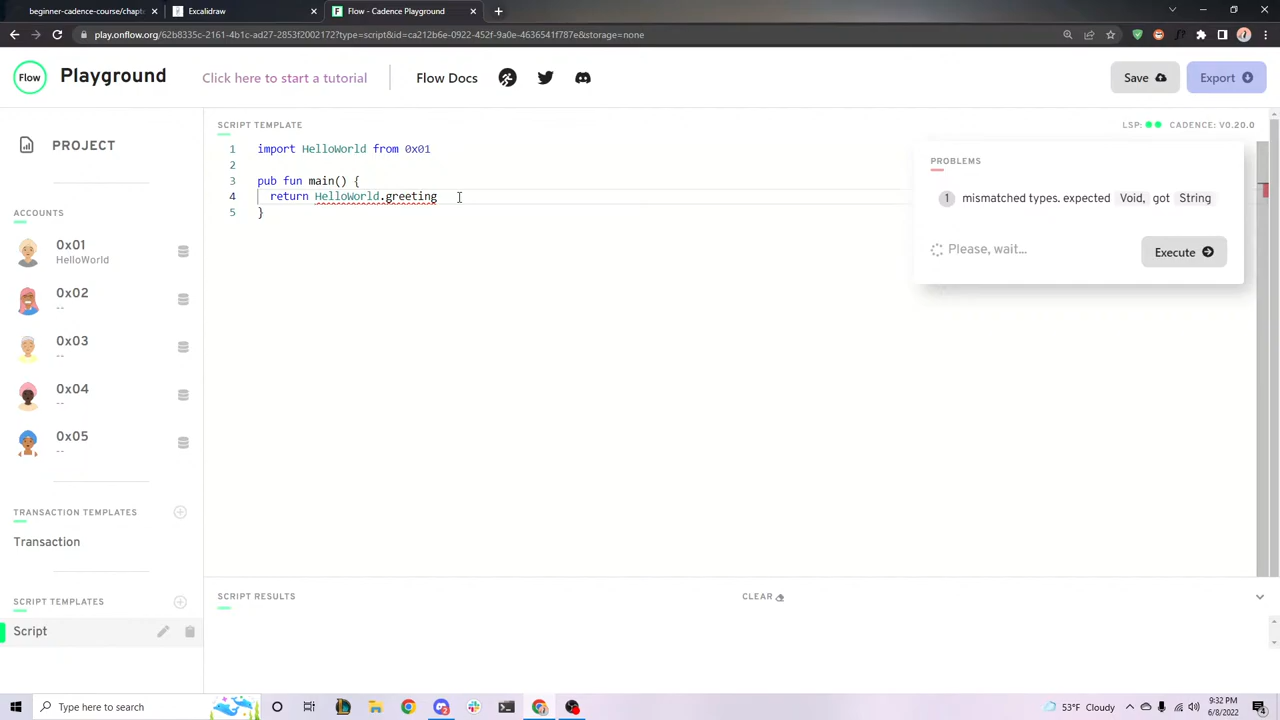 beginner-cadence-course/chapt
Excalidraw
Flow - Cadence Playground
play.onflow.org/62b8335c-2161-4b1c-ad27-2853f2002172?type=script&id=ca212b6e-0922-452f-9a0e-4636541f787e&storage=none
Flow
Playground
Click here to start a tutorial
Flow Docs
Save
Export
PROJECT
ACCOUNTS
0x01
HelloWorld
0x02
--
0x03
--
0x04
--
0x05
--
TRANSACTION TEMPLATES
Transaction
SCRIPT TEMPLATES
Script
SCRIPT TEMPLATE
LSP:
CADENCE: V0.20.0
1 import HelloWorld from 0x01
2
3 pub fun main() {
4 return HelloWorld.greeting
5 }
PROBLEMS
1 mismatched types. expected Void, got String
Please, wait...
Execute
SCRIPT RESULTS
CLEAR
Type here to search
53°F Cloudy
9:32 PM
6/8/2022
4